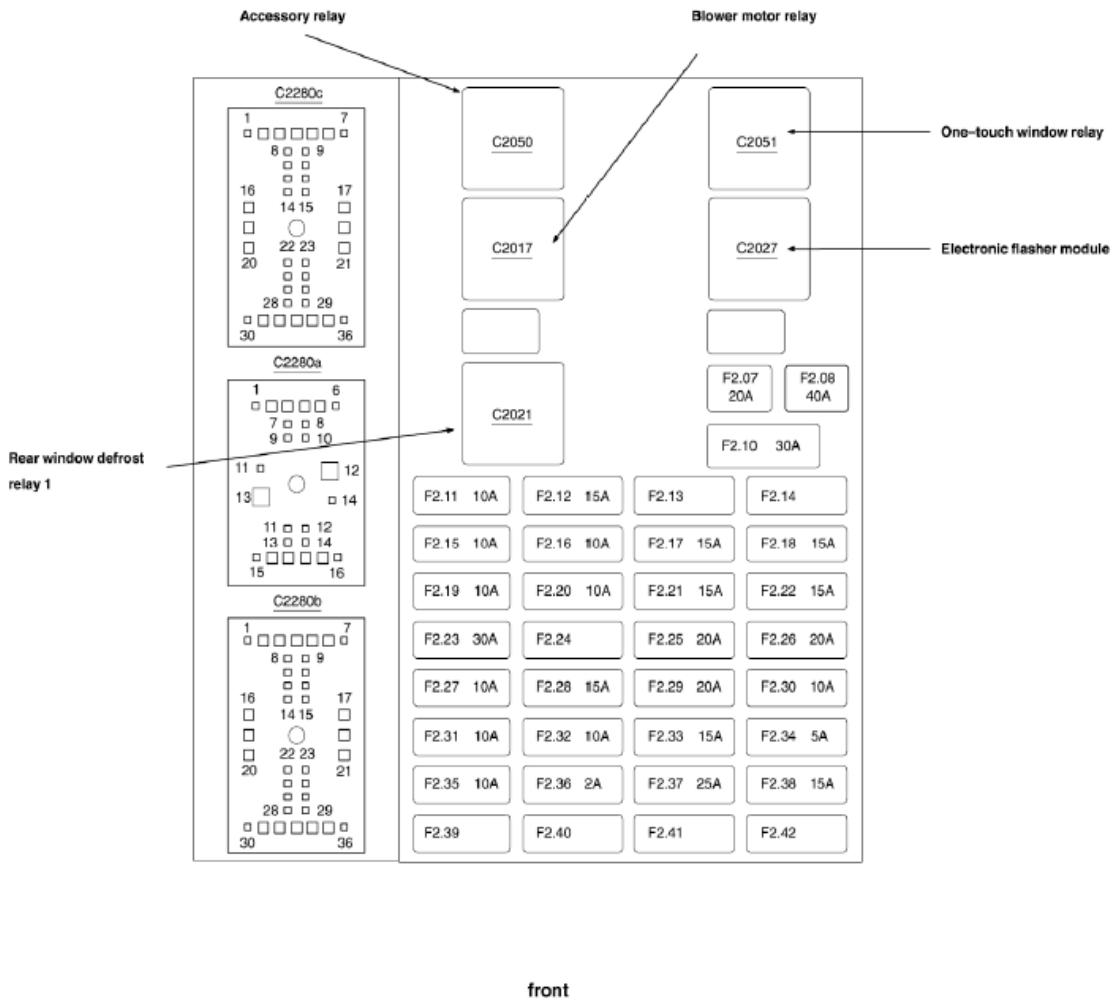 Accessory relay
Blower motor relay
C2280c
1 7
8 9
16 17
14 15
22 23
20 21
28 29
30 36
C2050
C2051
One-touch window relay
C2017
C2027
Electronic flasher module
C2280a
1 6
7 8
9 10
11 12
13 14
11 12
13 14
15 16
C2021
F2.07
20A
F2.08
40A
F2.10 30A
Rear window defrost
relay 1
F2.11 10A
F2.12 15A
F2.13
F2.14
F2.15 10A
F2.16 10A
F2.17 15A
F2.18 15A
F2.19 10A
F2.20 10A
F2.21 15A
F2.22 15A
C2280b
1 7
8 9
16 17
14 15
22 23
20 21
28 29
30 36
F2.23 30A
F2.24
F2.25 20A
F2.26 20A
F2.27 10A
F2.28 15A
F2.29 20A
F2.30 10A
F2.31 10A
F2.32 10A
F2.33 15A
F2.34 5A
F2.35 10A
F2.36 2A
F2.37 25A
F2.38 15A
F2.39
F2.40
F2.41
F2.42
front